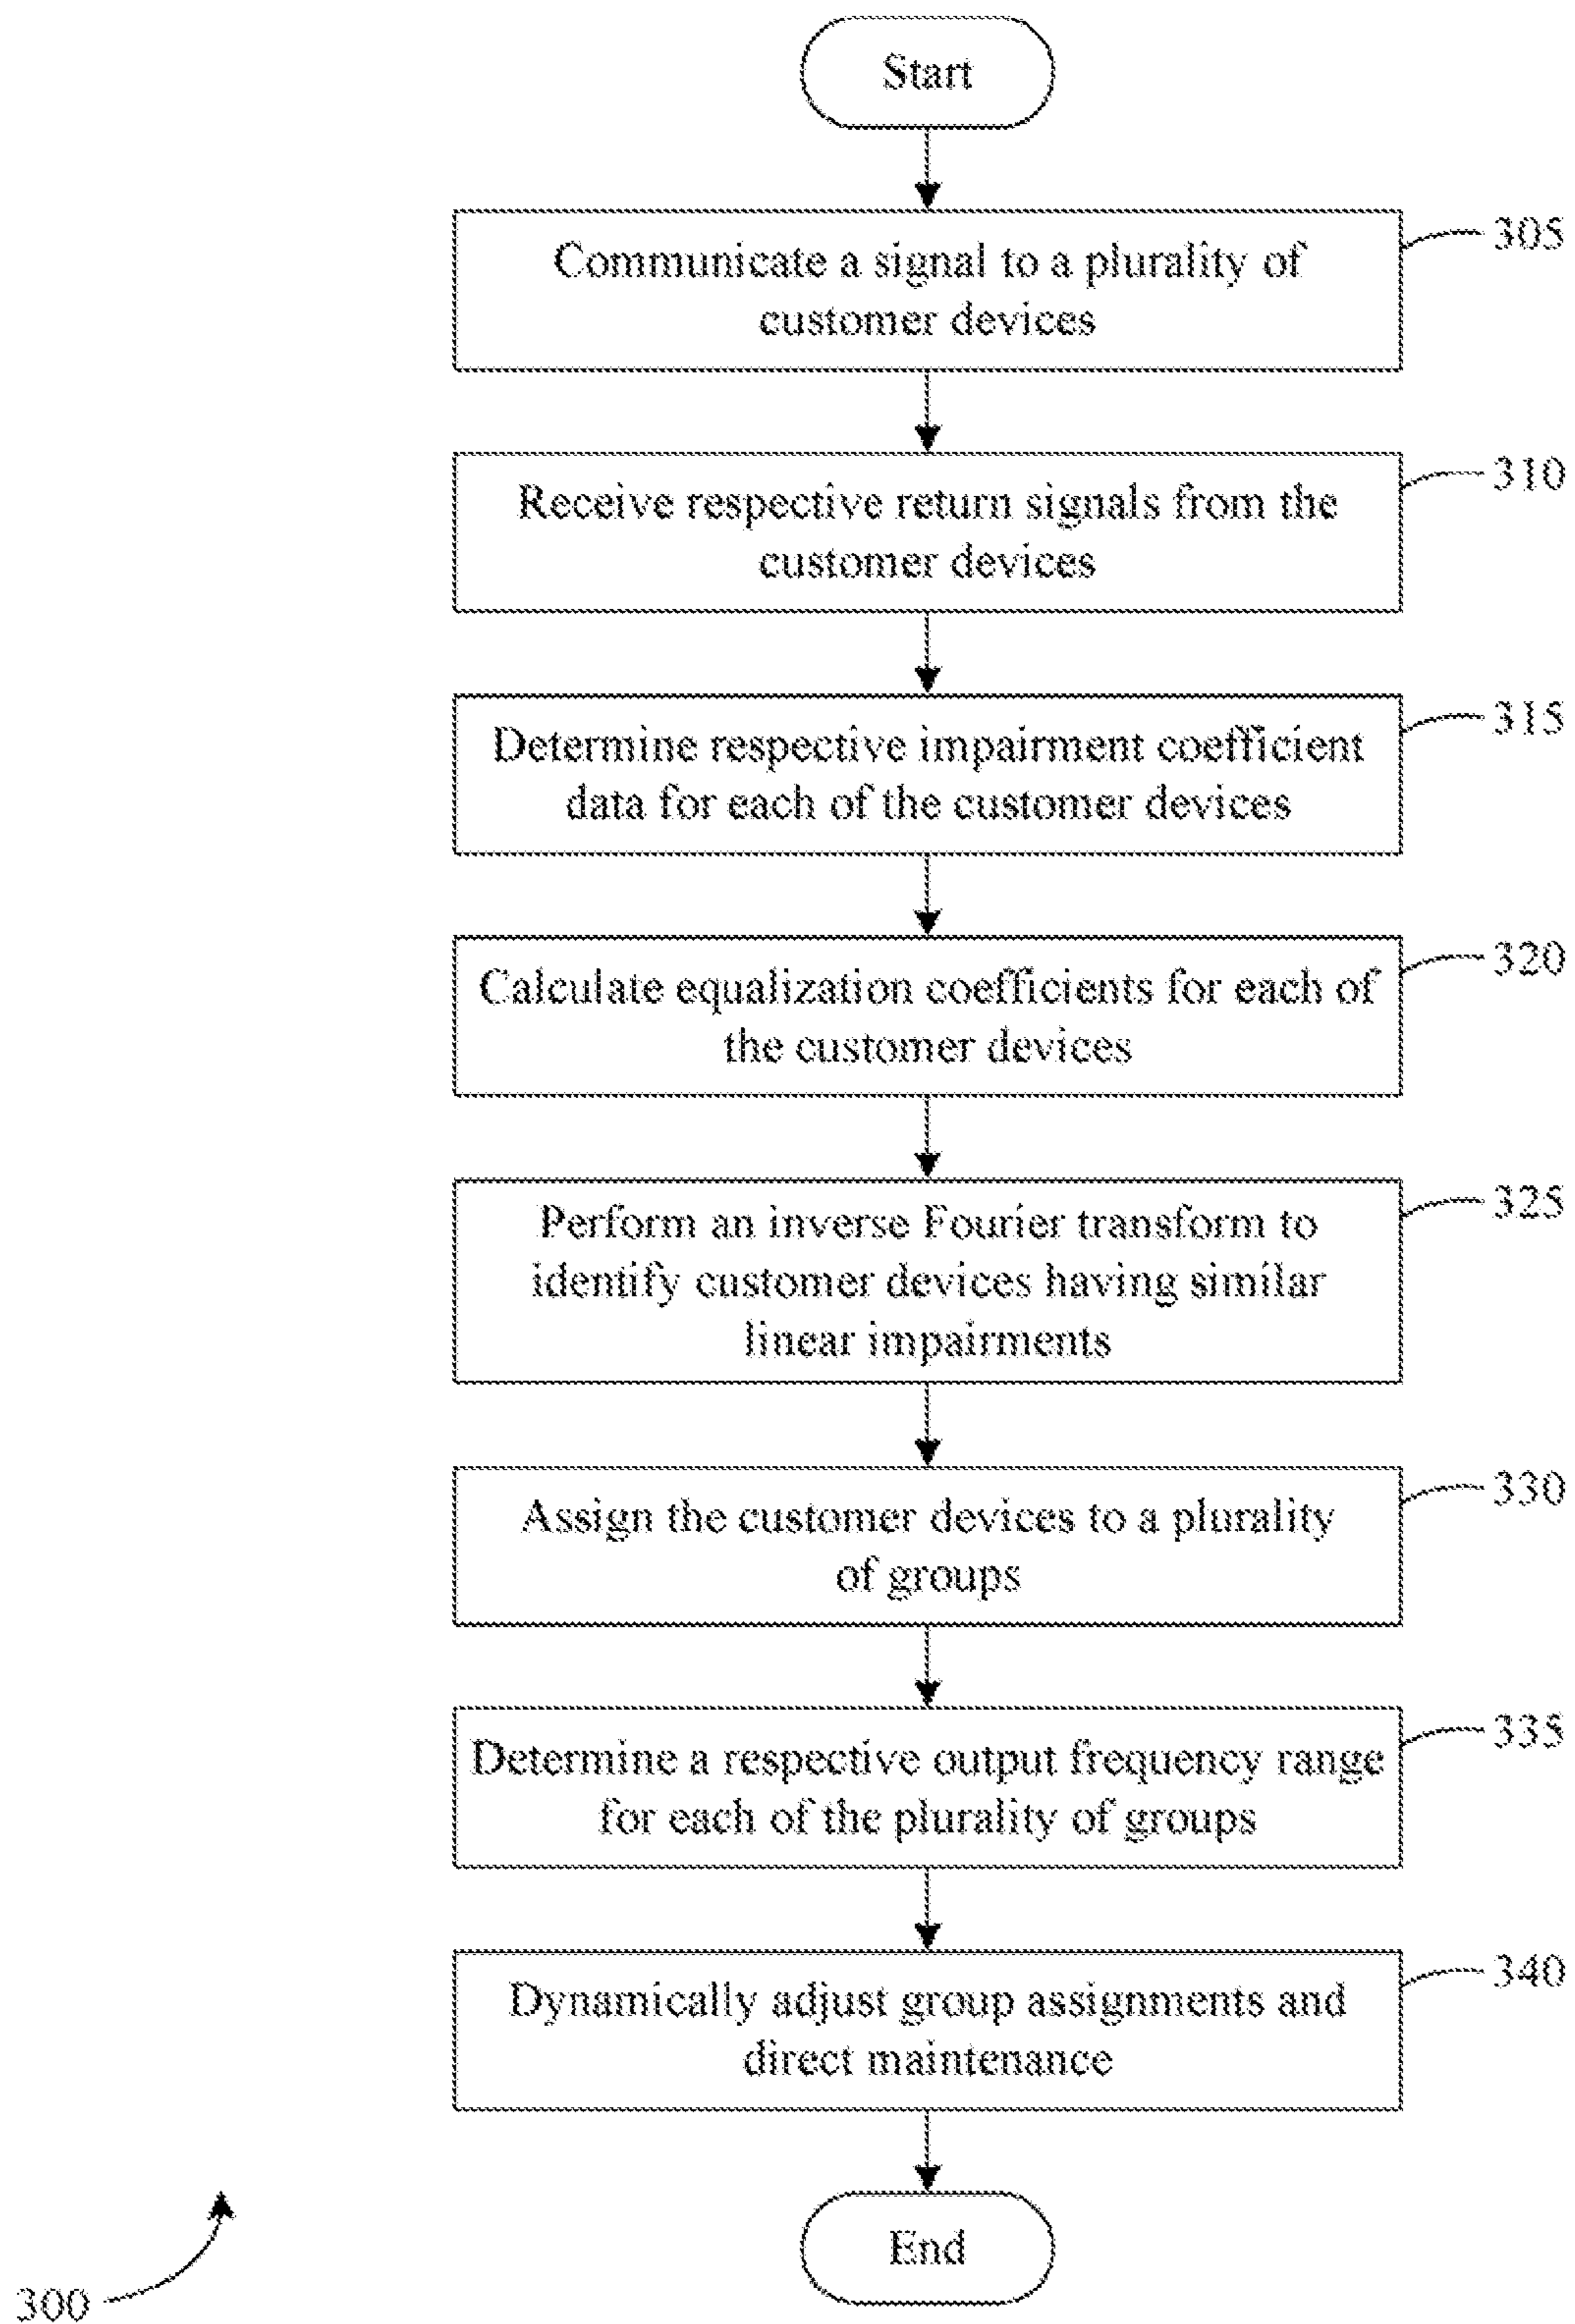 Start
Communicate a signal to a plurality of
customer devices
305
Receive respective return signals from the
customer devices
310
Determine respective impairment coefficient
data for each of the customer devices
315
Calculate equalization coefficients for each of
the customer devices
320
Perform an inverse Fourier transform to
identify customer devices having similar
linear impairments
325
Assign the customer devices to a plurality
of groups
330
Determine a respective output frequency range
for each of the plurality of groups
335
Dynamically adjust group assignments and
direct maintenance
340
End
300